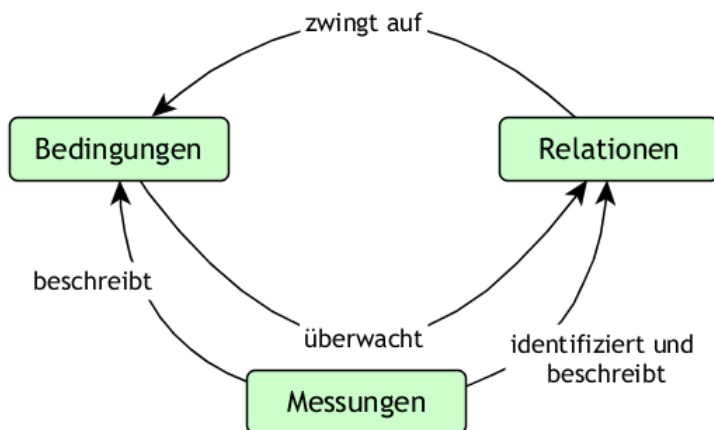 zwingt auf
Bedingungen
Relationen
beschreibt
überwacht
identifiziert und
beschreibt
Messungen